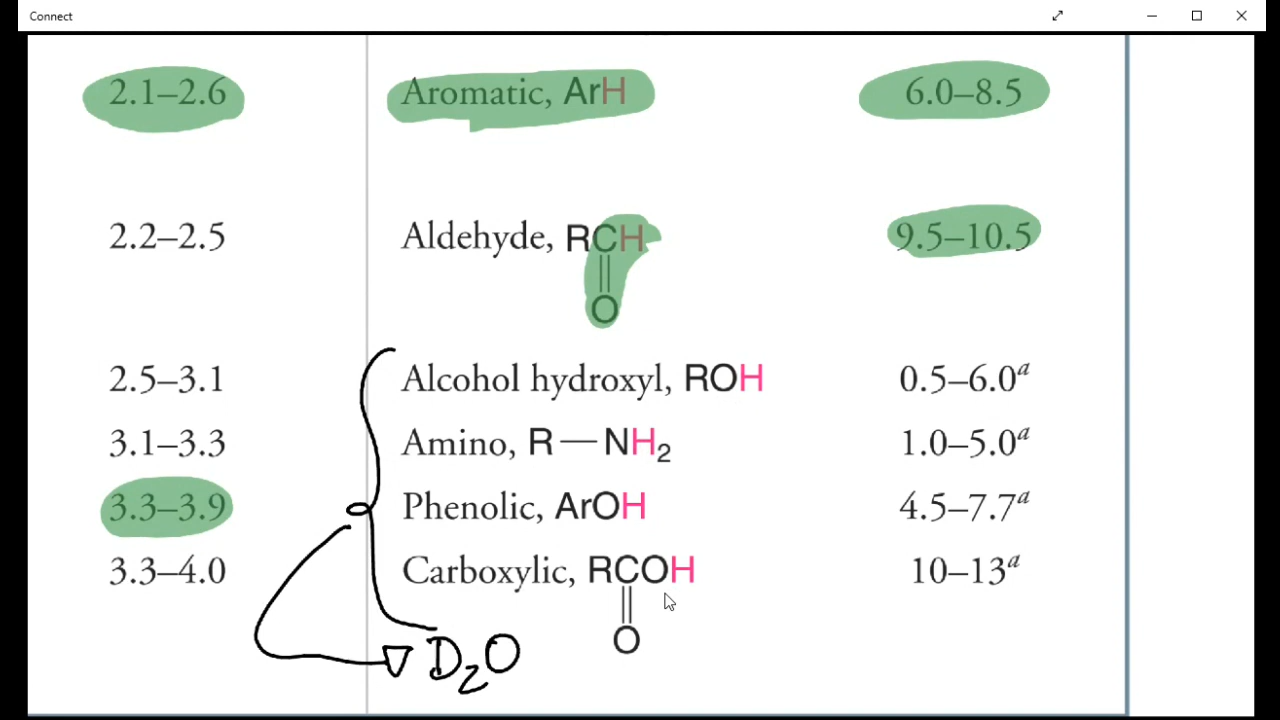 Connect
2.1–2.6 Aromatic, ArH 6.0–8.5
2.2–2.5 Aldehyde, RCH 9.5–10.5
O
2.5–3.1 Alcohol hydroxyl, ROH 0.5–6.0ᵃ
3.1–3.3 Amino, R—NH₂ 1.0–5.0ᵃ
3.3–3.9 Phenolic, ArOH 4.5–7.7ᵃ
3.3–4.0 Carboxylic, RCOH 10–13ᵃ
O
D₂O